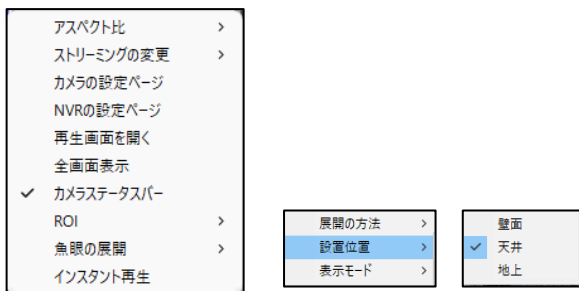 アスペクト比
ストリーミングの変更
カメラの設定ページ
NVRの設定ページ
再生画面を開く
全画面表示
カメラステータスバー
ROI
魚眼の展開
インスタント再生
展開の方法
設置位置
表示モード
壁面
天井
地上